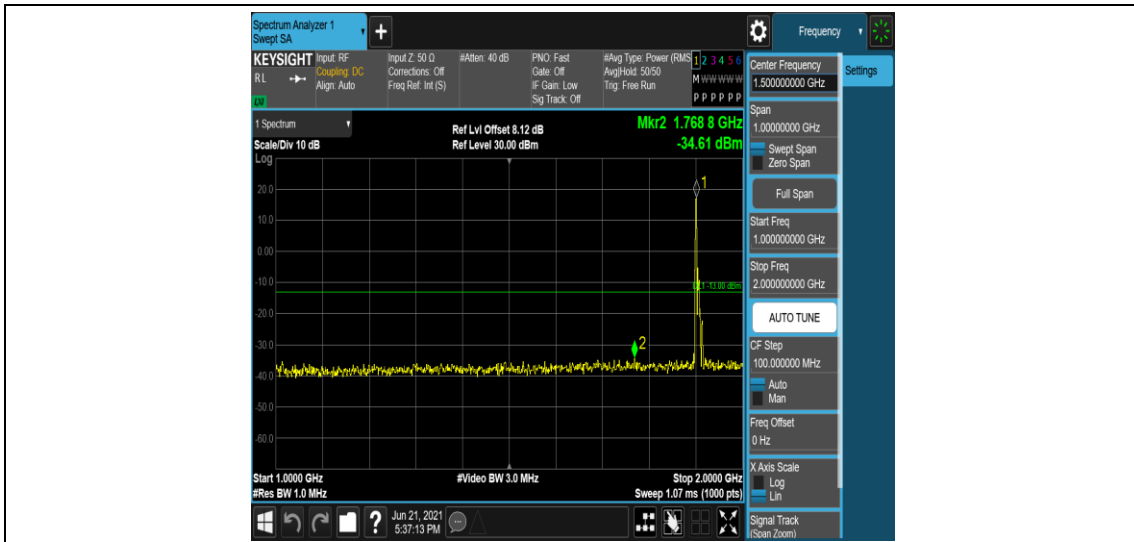 Spectrum Analyzer 1
Swept SA
+
Frequency
KEYSIGHT
RL
LXI
Input: RF
Coupling: DC
Align: Auto
Input Z: 50 Ω
Corrections: Off
Freq Ref: Int (S)
#Atten: 40 dB
PNO: Fast
Gate: Off
IF Gain: Low
Sig Track: Off
#Avg Type: Power (RMS
Avg|Hold: 50/50
Trig: Free Run
1 2 3 4 5 6
M W W W W W
P P P P P P
1 Spectrum
Scale/Div 10 dB
Log
Ref Lvl Offset 8.12 dB
Ref Level 30.00 dBm
Mkr2 1.768 8 GHz
-34.61 dBm
20.0
10.0
0.00
-10.0
-20.0
-30.0
-40.0
-50.0
-60.0
1
DL1 -13.00 dBm
2
Start 1.0000 GHz
#Res BW 1.0 MHz
#Video BW 3.0 MHz
Stop 2.0000 GHz
Sweep 1.07 ms (1000 pts)
Center Frequency
1.500000000 GHz
Settings
Span
1.00000000 GHz
Swept Span
Zero Span
Full Span
Start Freq
1.000000000 GHz
Stop Freq
2.000000000 GHz
AUTO TUNE
CF Step
100.000000 MHz
Auto
Man
Freq Offset
0 Hz
X Axis Scale
Log
Lin
Signal Track
(Span Zoom)
?
Jun 21, 2021
5:37:13 PM